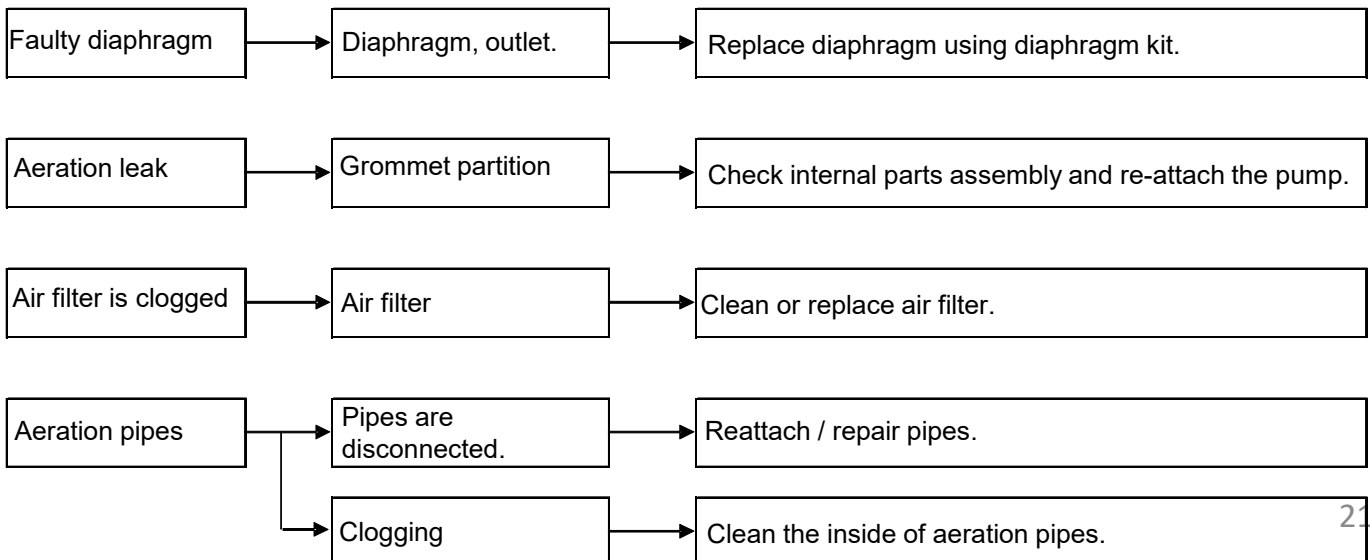 Faulty diaphragm
Diaphragm, outlet.
Replace diaphragm using diaphragm kit.
Aeration leak
Grommet partition
Check internal parts assembly and re-attach the pump.
Air filter is clogged
Air filter
Clean or replace air filter.
Aeration pipes
Pipes are
disconnected.
Reattach / repair pipes.
Clogging
Clean the inside of aeration pipes.
21